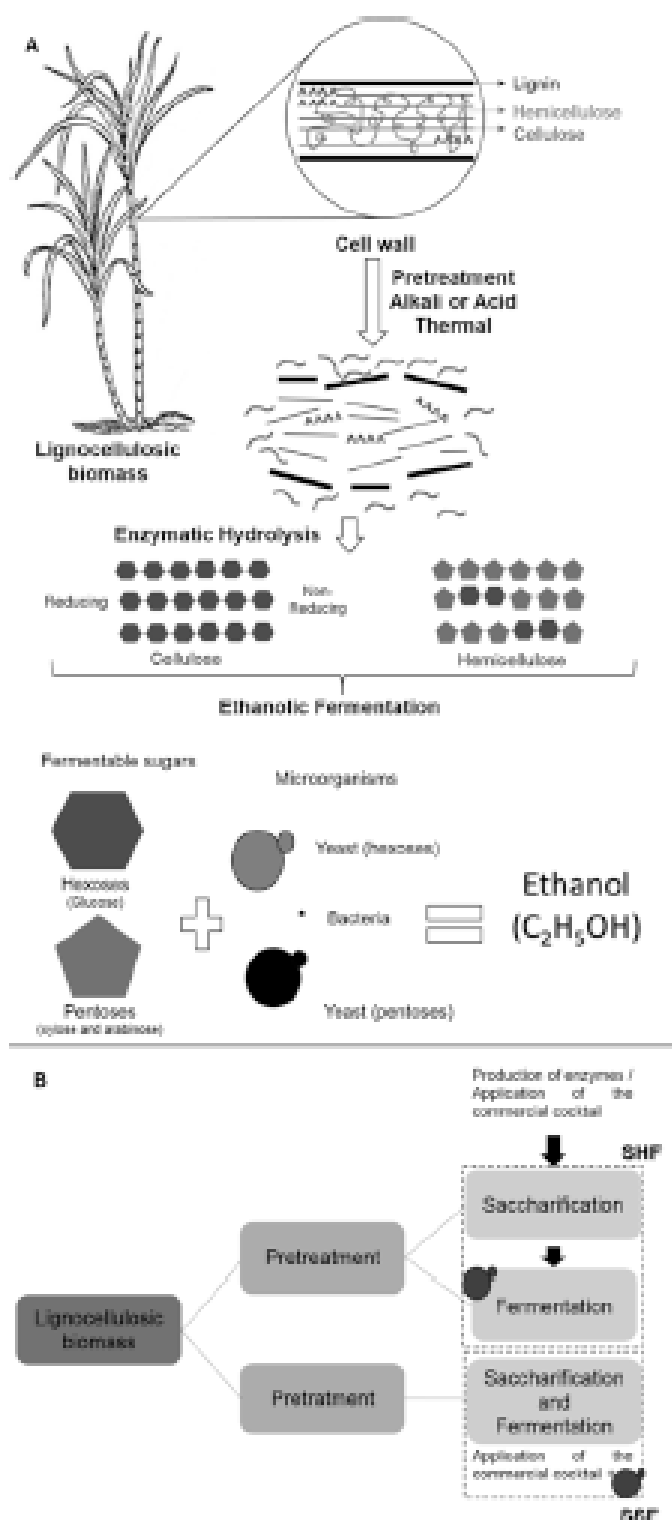 A
Lignin
Hemicellulose
Cellulose
Cell wall
Pretreatment
Alkali or Acid
Thermal
Lignocellulosic
biomass
Enzymatic Hydrolysis
Reducing
Non-
Reducing
Cellulose
Hemicellulose
Ethanolic Fermentation
Fermentable sugars
Microorganisms
Hexoses
(Glucose)
Yeast (hexoses)
Bacteria
Pentoses
(xylose and arabinose)
Yeast (pentoses)
Ethanol
(C₂H₅OH)
B
Production of enzymes /
Application of the
commercial cocktail
SHF
Saccharification
Pretreatment
Fermentation
Lignocellulosic
biomass
Pretratment
Saccharification
and
Fermentation
Application of the
commercial cocktail
SSF